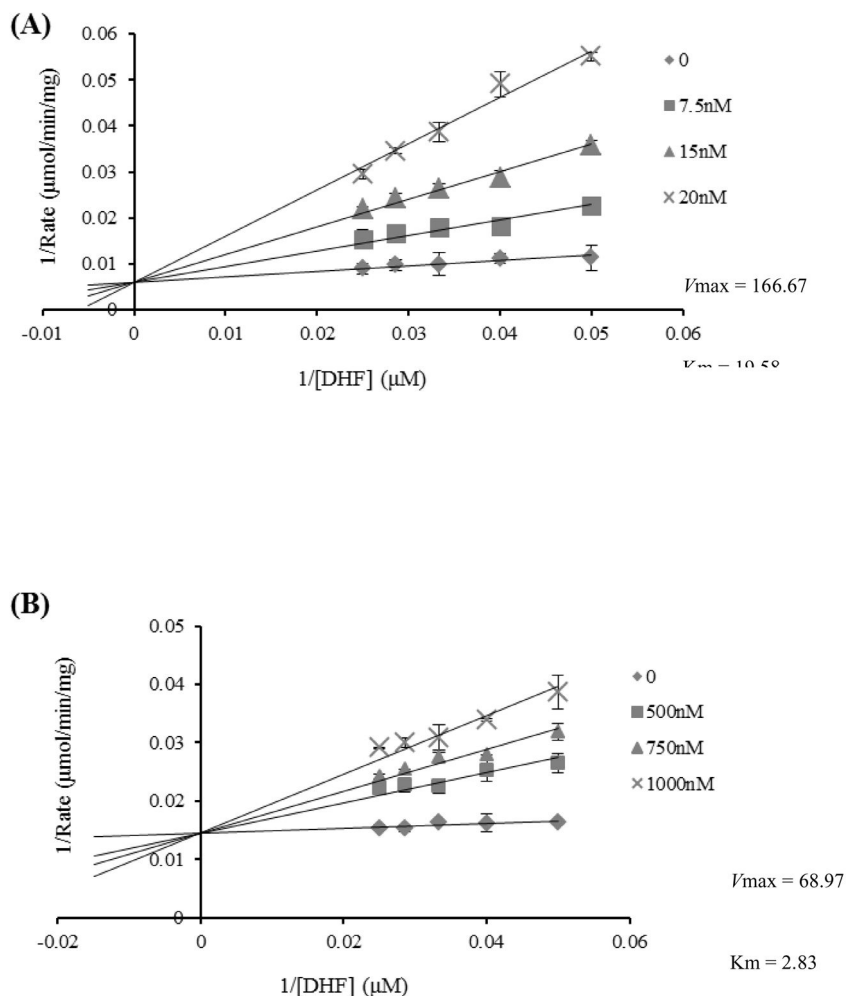 (A)
0.06
0.05
0.04
0.03
0.02
0.01
0
1/Rate (µmol/min/mg)
-0.01
0
0.01
0.02
0.03
0.04
0.05
0.06
1/[DHF] (µM)
0
7.5nM
15nM
20nM
Vmax = 166.67
Km = 19.58
(B)
0.05
0.04
0.03
0.02
0.01
0
1/Rate (µmol/min/mg)
-0.02
0
0.02
0.04
0.06
1/[DHF] (µM)
0
500nM
750nM
1000nM
Vmax = 68.97
Km = 2.83